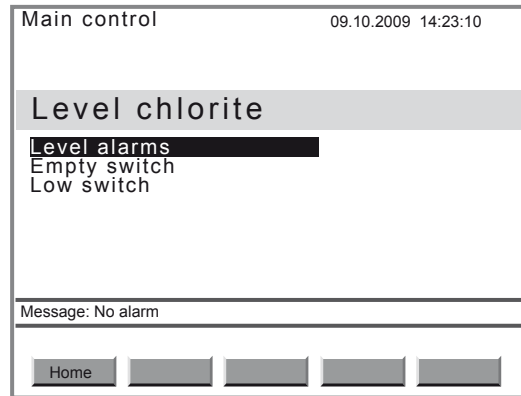 Main control
09.10.2009 14:23:10
Level chlorite
Level alarms
Empty switch
Low switch
Message: No alarm
Home